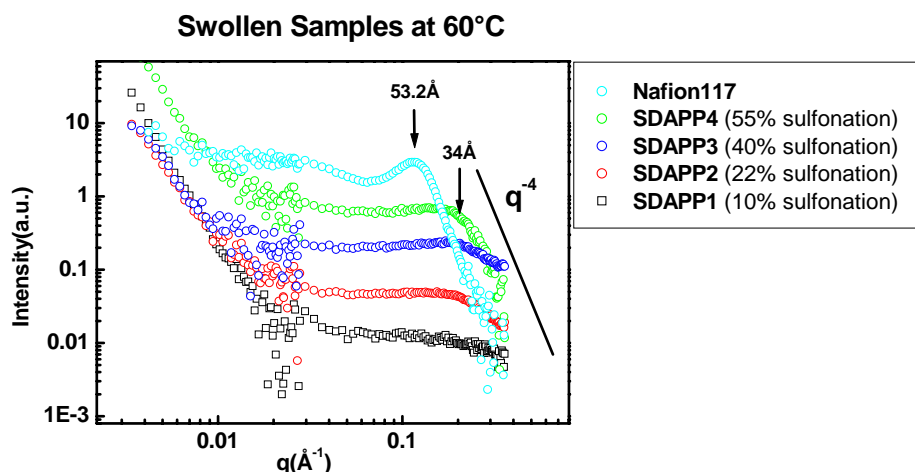 Swollen Samples at 60°C
53.2Å
34Å
q-4
10
1
0.1
0.01
1E-3
Intensity(a.u.)
0.01
0.1
q(Å-1)
Nafion117
SDAPP4 (55% sulfonation)
SDAPP3 (40% sulfonation)
SDAPP2 (22% sulfonation)
SDAPP1 (10% sulfonation)